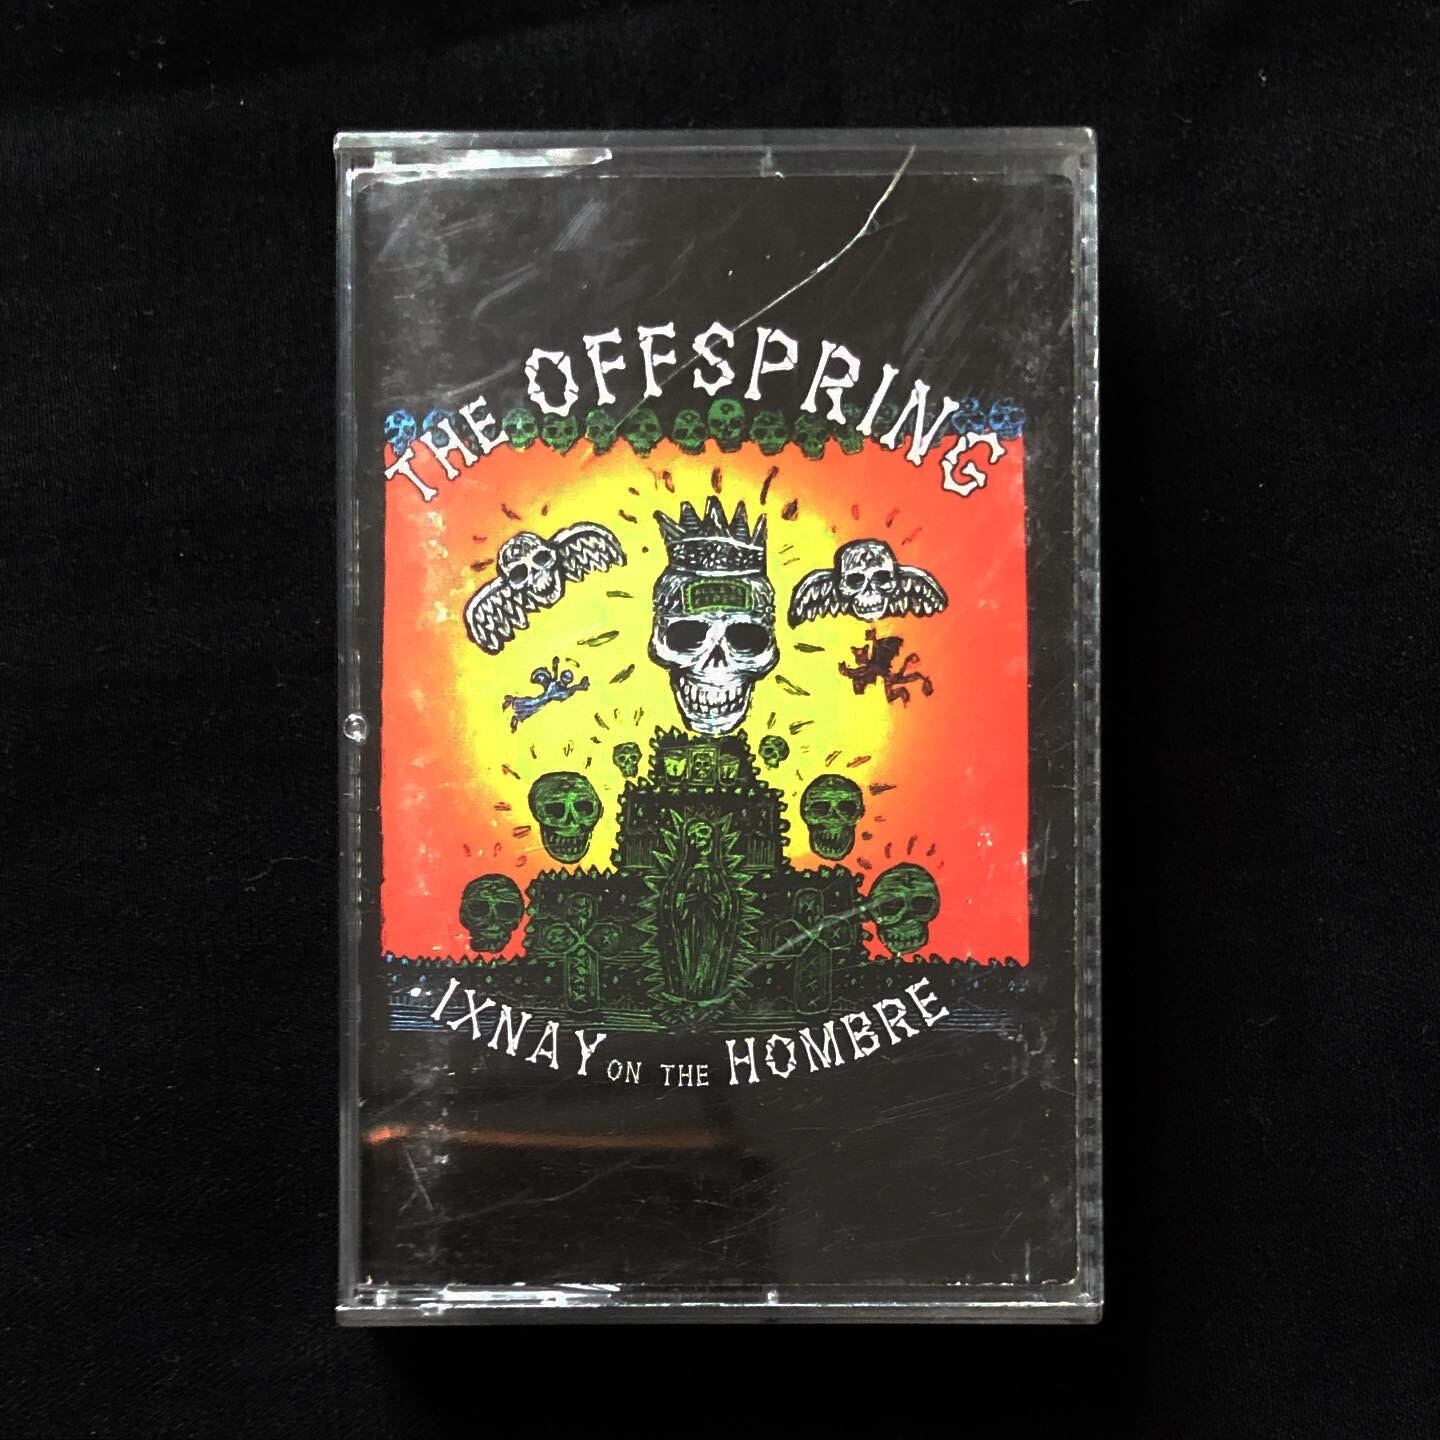 THE OFFSPRING
IXNAY ON THE HOMBRE